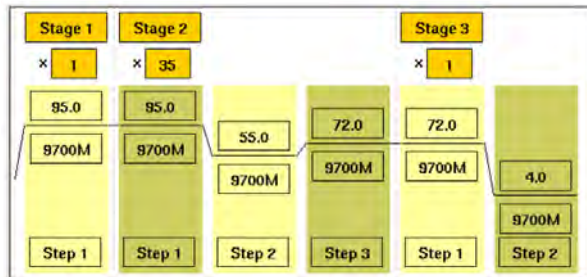 Stage 1 Stage 2 Stage 3
× 1 × 35 × 1
95.0 95.0 55.0 72.0 72.0 4.0
9700M 9700M 9700M 9700M 9700M 9700M
Step 1 Step 1 Step 2 Step 3 Step 1 Step 2